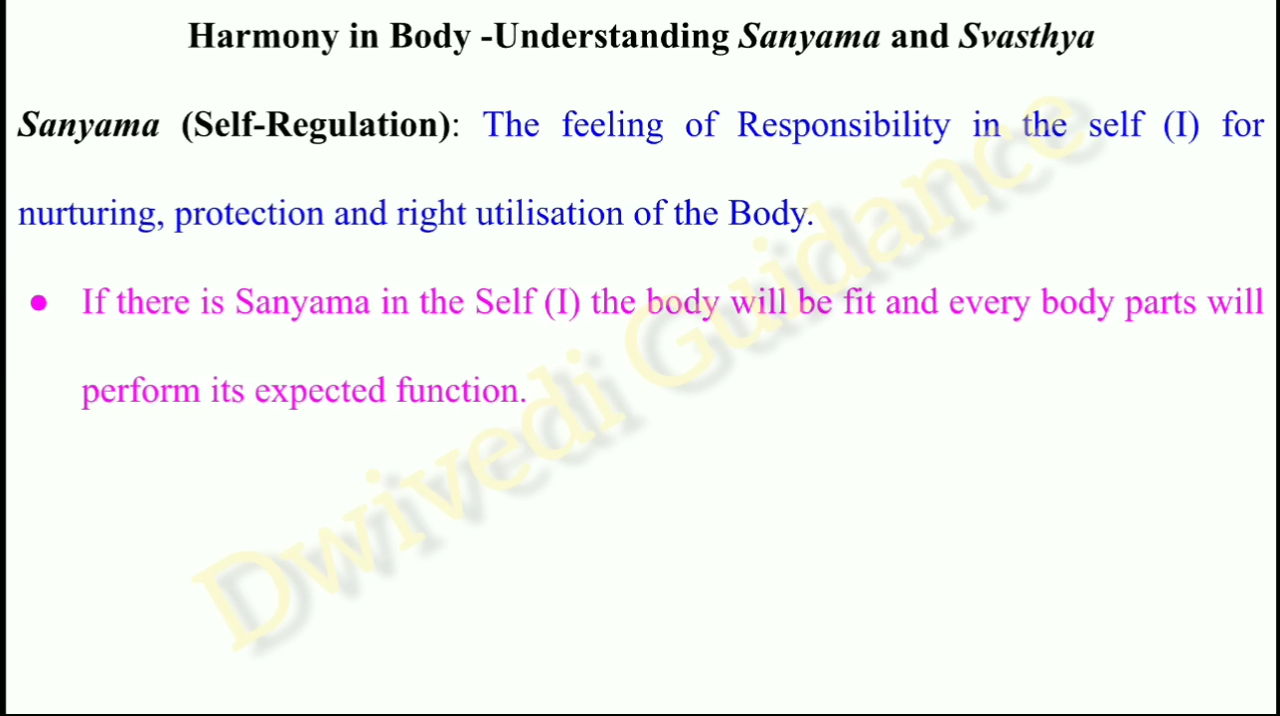 Harmony in Body -Understanding Sanyama and Svasthya
Sanyama (Self-Regulation): The feeling of Responsibility in the self (I) for
nurturing, protection and right utilisation of the Body.
● If there is Sanyama in the Self (I) the body will be fit and every body parts will
perform its expected function.
Dwivedi Guidance